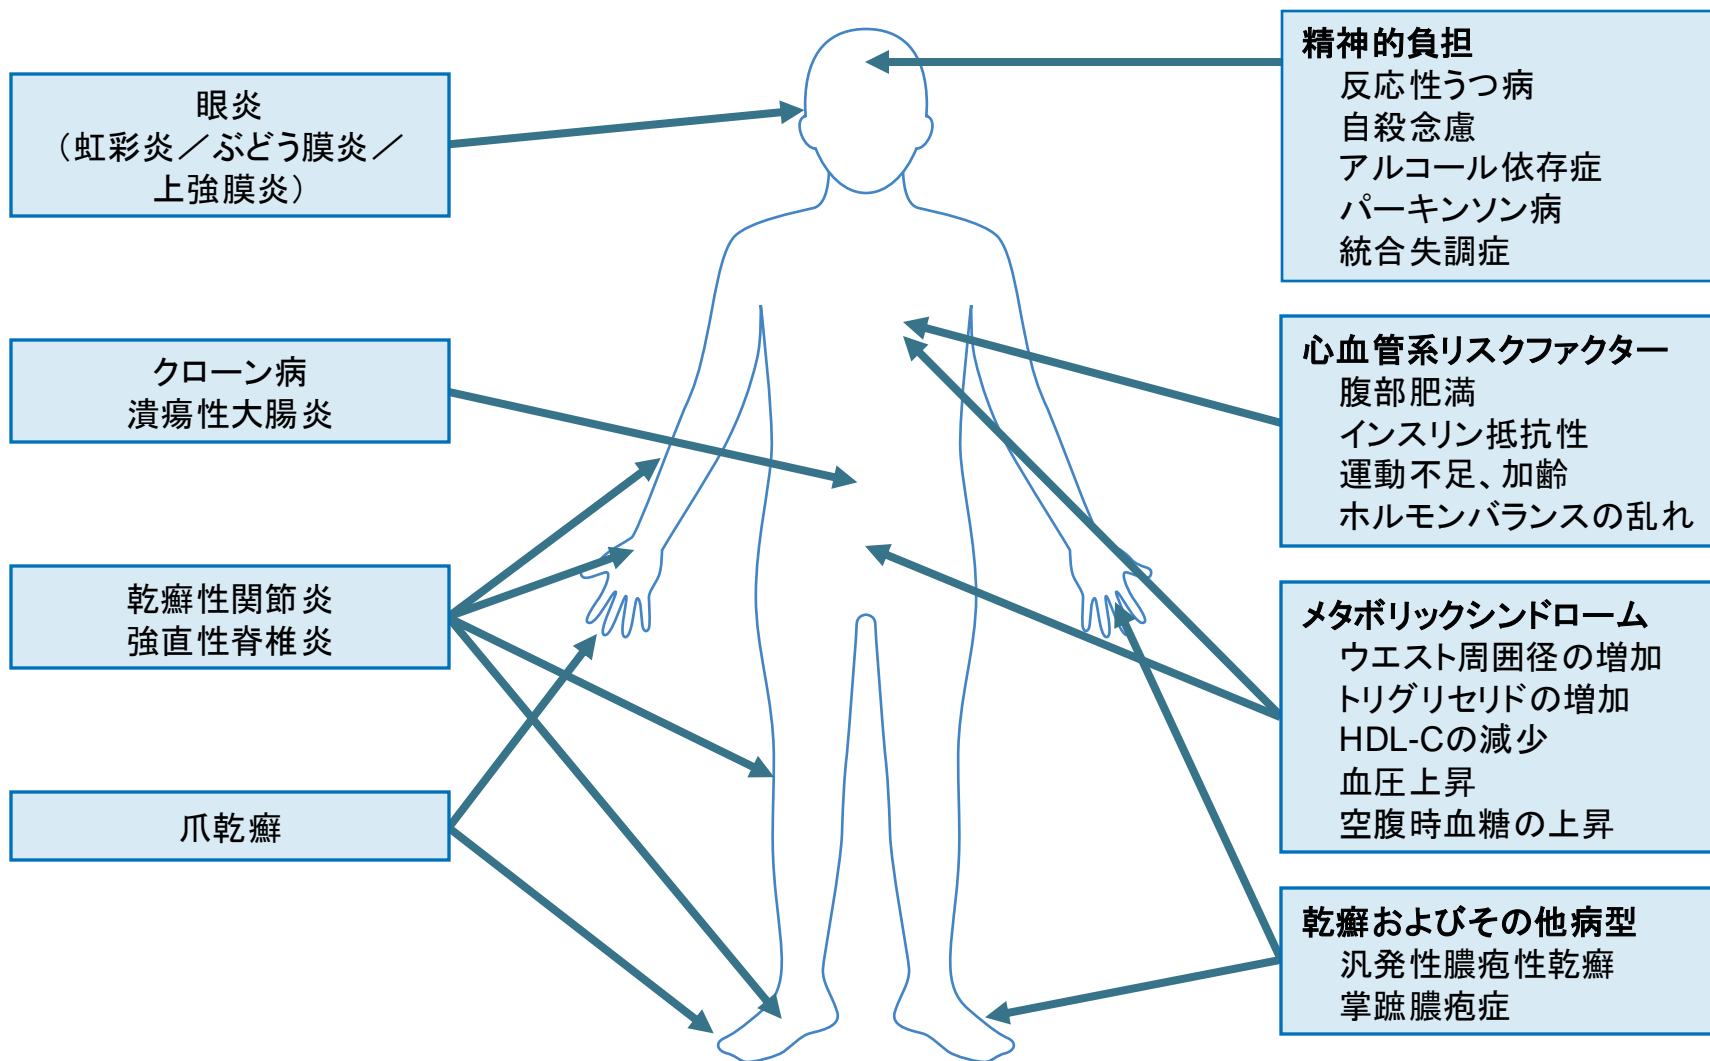 眼炎
（虹彩炎／ぶどう膜炎／
上強膜炎）
クローン病
潰瘍性大腸炎
乾癬性関節炎
強直性脊椎炎
爪乾癬
精神的負担
反応性うつ病
自殺念慮
アルコール依存症
パーキンソン病
統合失調症
心血管系リスクファクター
腹部肥満
インスリン抵抗性
運動不足、加齢
ホルモンバランスの乱れ
メタボリックシンドローム
ウエスト周囲径の増加
トリグリセリドの増加
HDL-Cの減少
血圧上昇
空腹時血糖の上昇
乾癬およびその他病型
汎発性膿疱性乾癬
掌蹠膿疱症